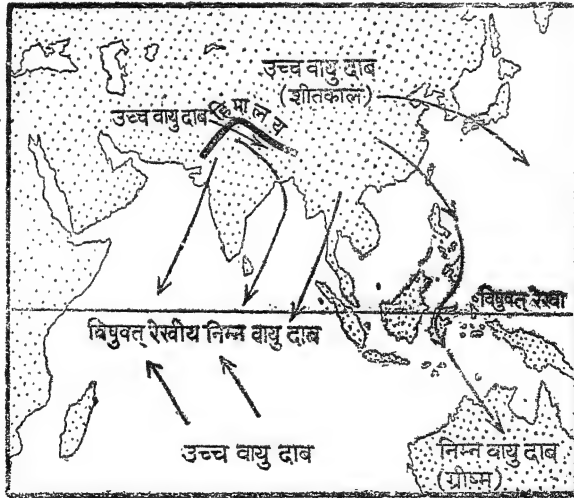 उच्च वायु दाब
(शीतकाल)
उच्च वायु दाब
हिमालय
विषुवत् रेखा
विषुवत् रेखीय निम्न वायु दाब
उच्च वायु दाब
निम्न वायु दाब
(ग्रीष्म)